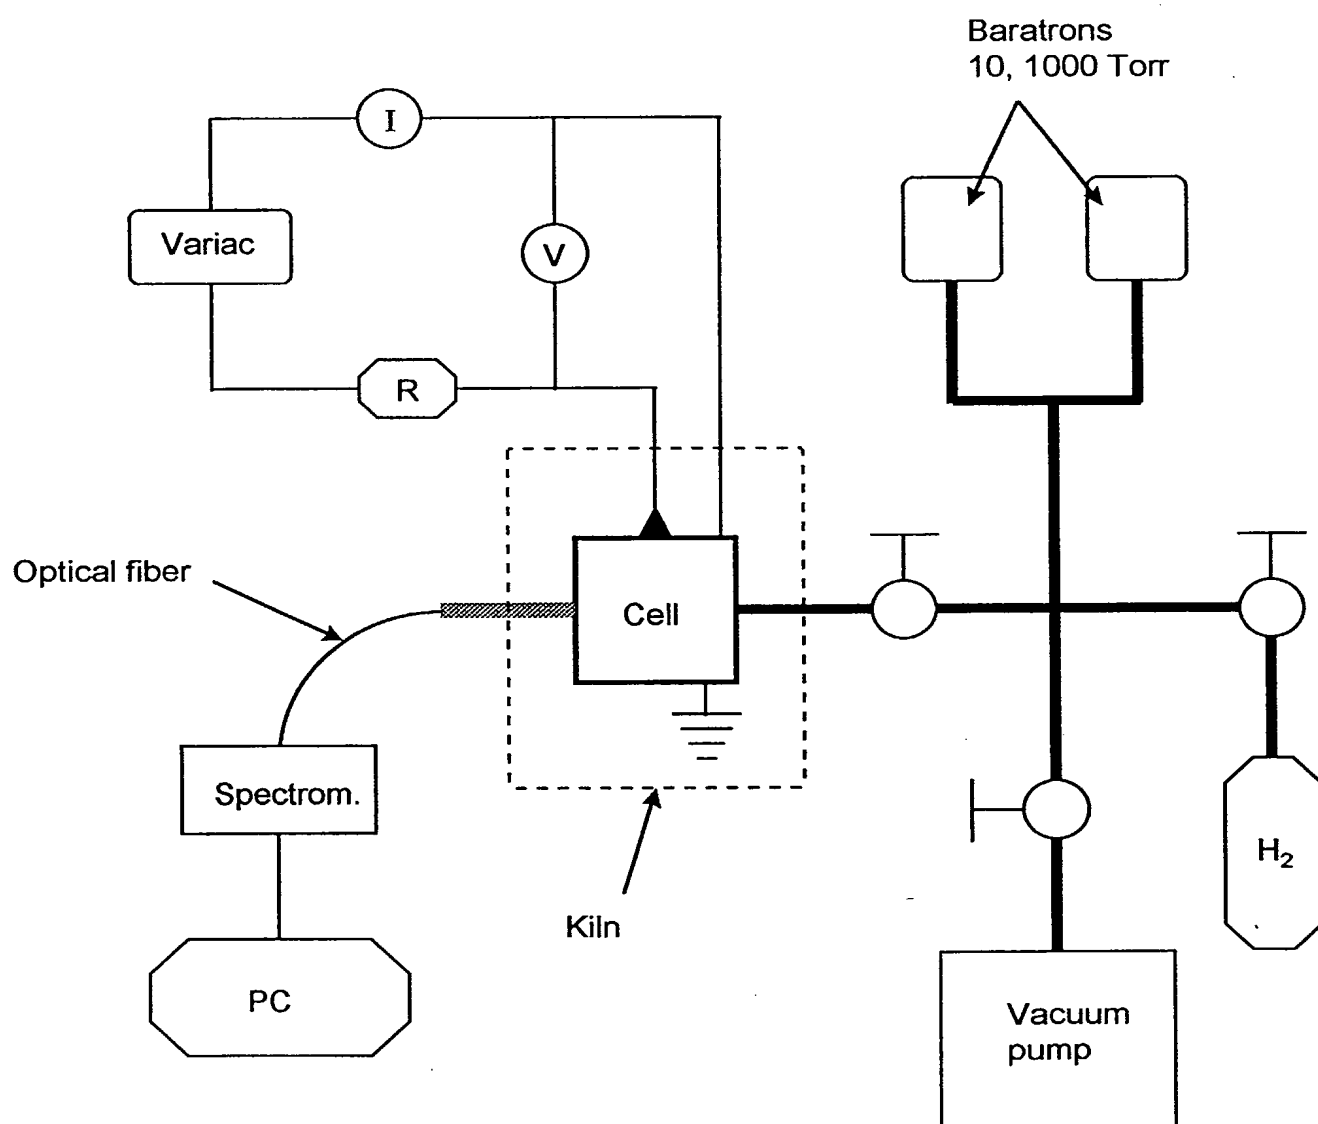 Baratrons
10, 1000 Torr
I
Variac
V
R
Optical fiber
Cell
Spectrom.
H₂
Kiln
PC
Vacuum
pump